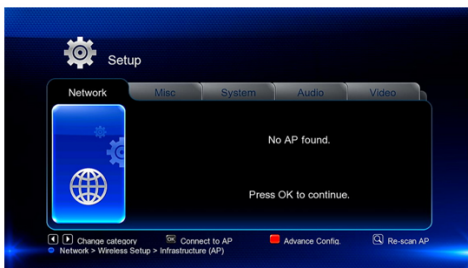 Setup
Network Misc System Audio Video
No AP found.
Press OK to continue.
Change category OK Connect to AP Advance Config. Re-scan AP
Network > Wireless Setup > Infrastructure (AP)